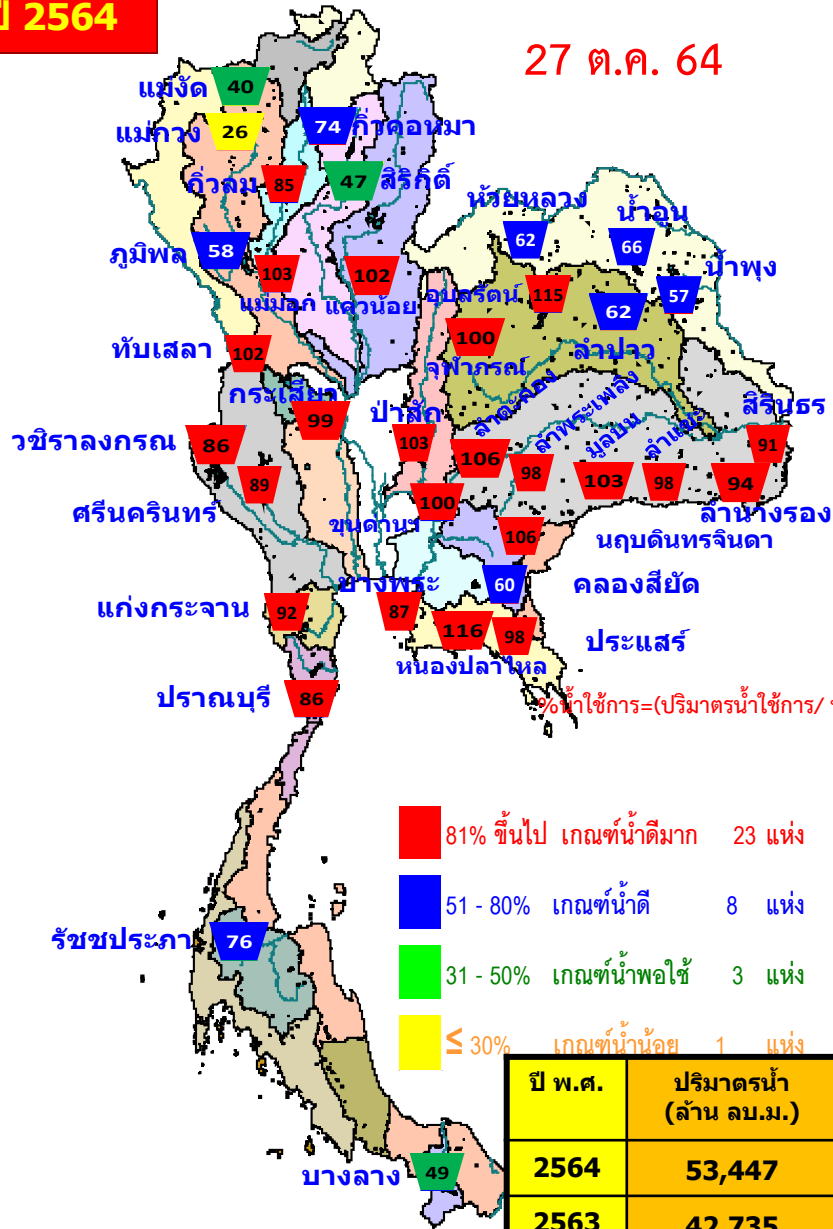 ปี 2564
27 ต.ค. 64
แม่งัด 40
แม่กวง 26
74 กิ่วคอหมา
กิ่วลม 85
47 สิริกิติ์
ห้วยหลวง 62
น้ำอูน 66
น้ำพุง 57
ภูมิพล 58
103 แม่มอก
102 แควน้อย
อุบลรัตน์ 115
62 ลำปาว
100 จุฬาภรณ์
ทับเสลา 102
กระเสียว 99
ป่าสัก 103
ลำตะคอง 106
ลำพระเพลิง 98
มูลบน 103
ลำแชะ 98
สิรินธร 91
94 ลำนางรอง
วชิราลงกรณ 86
ศรีนครินทร์ 89
100 ขุนด่านฯ
106 นฤบดินทรจินดา
60 คลองสียัด
บางพระ 87
แก่งกระจาน 92
116 หนองปลาไหล
98 ประแสร์
ปราณบุรี 86
%น้ำใช้การ=(ปริมาตรน้ำใช้การ/
81% ขึ้นไป เกณฑ์น้ำดีมาก 23 แห่ง
51 - 80% เกณฑ์น้ำดี 8 แห่ง
31 - 50% เกณฑ์น้ำพอใช้ 3 แห่ง
≤ 30% เกณฑ์น้ำน้อย 1 แห่ง
รัชชประภา 76
บางลาง 49
ปี พ.ศ. ปริมาตรน้ำ
(ล้าน ลบ.ม.)
2564 53,447
2563 42,735